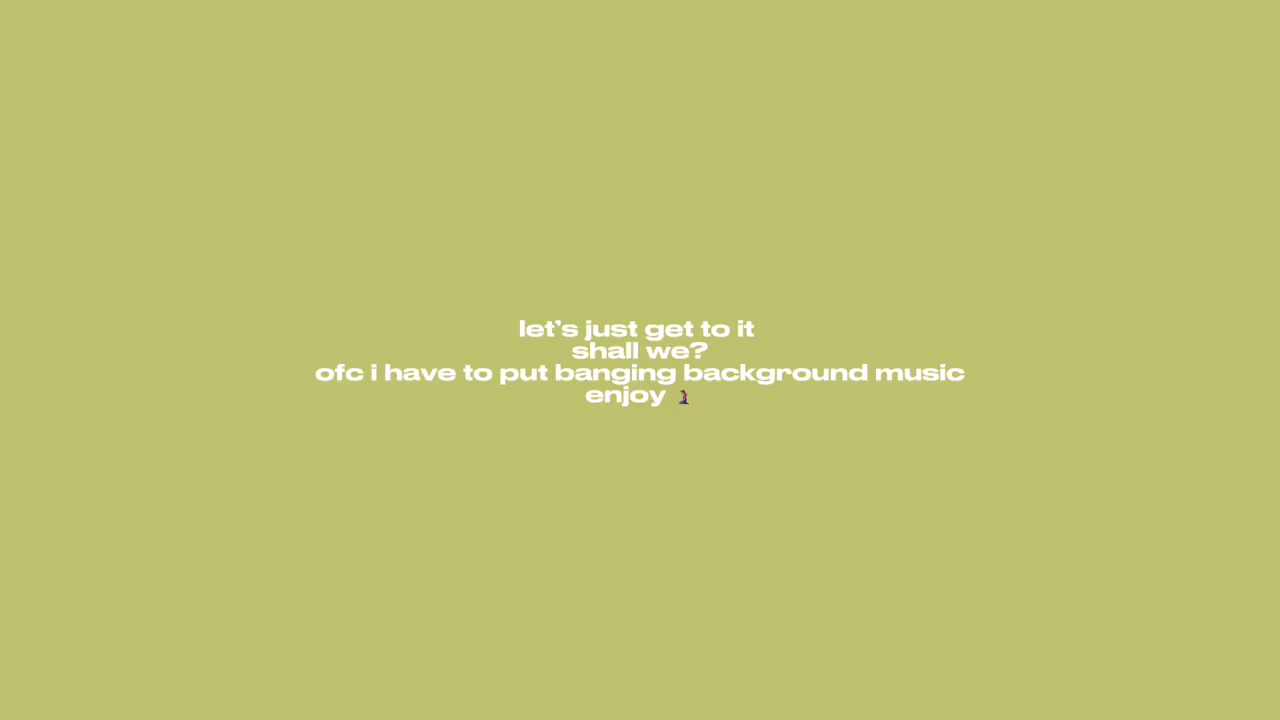 let's just get to it
shall we?
ofc i have to put banging background music
enjoy 🧎‍♀️